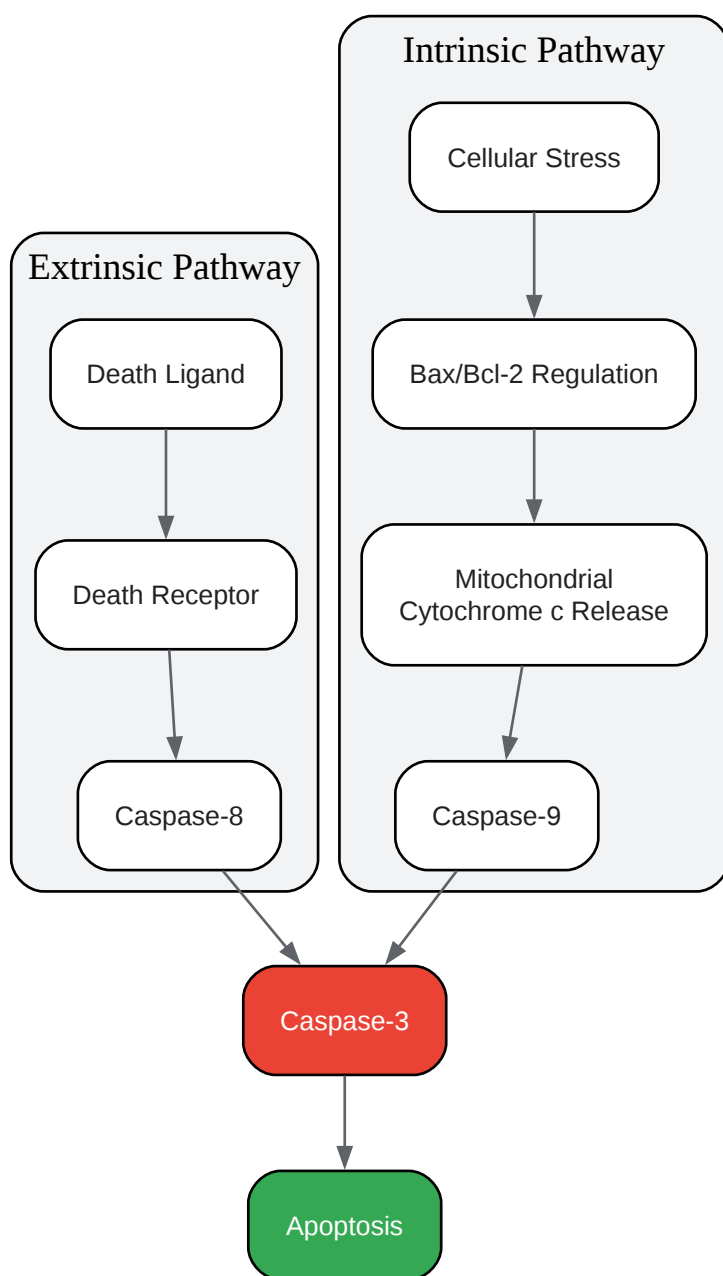 Intrinsic Pathway
Cellular Stress
Extrinsic Pathway
Death Ligand
Bax/Bcl-2 Regulation
Death Receptor
Mitochondrial
Cytochrome c Release
Caspase-8
Caspase-9
Caspase-3
Apoptosis